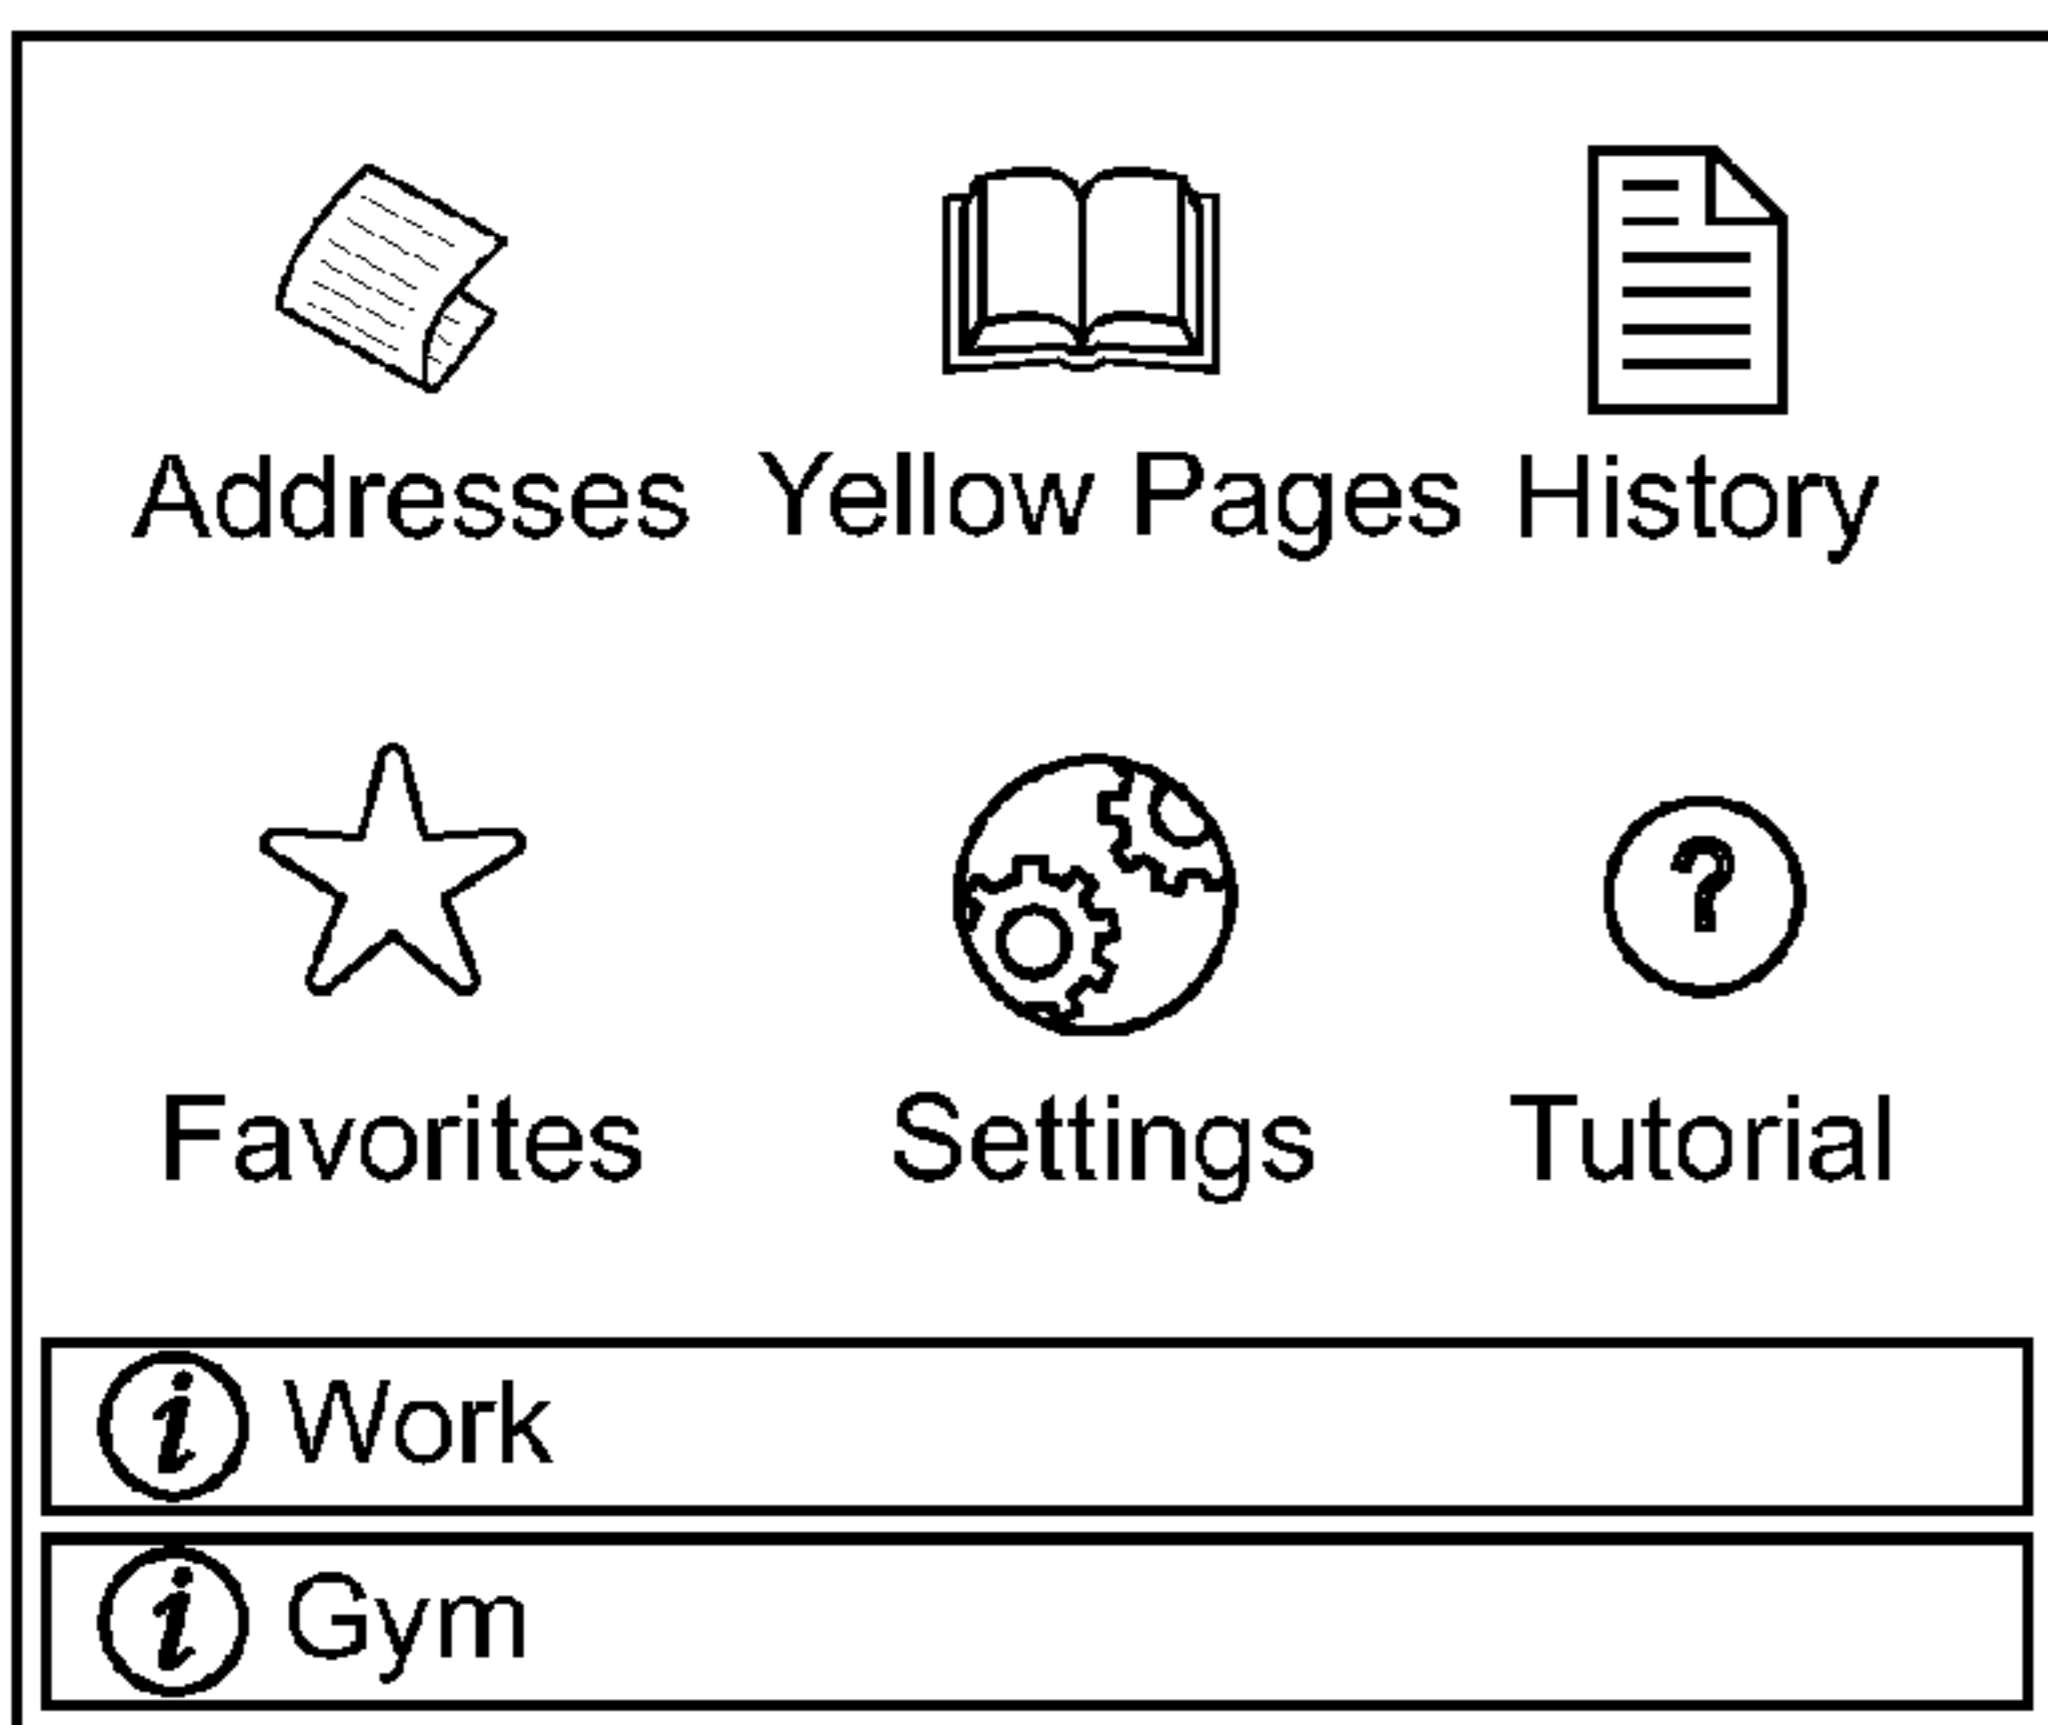 Addresses Yellow Pages History
?
Favorites Settings Tutorial
i Work
i Gym